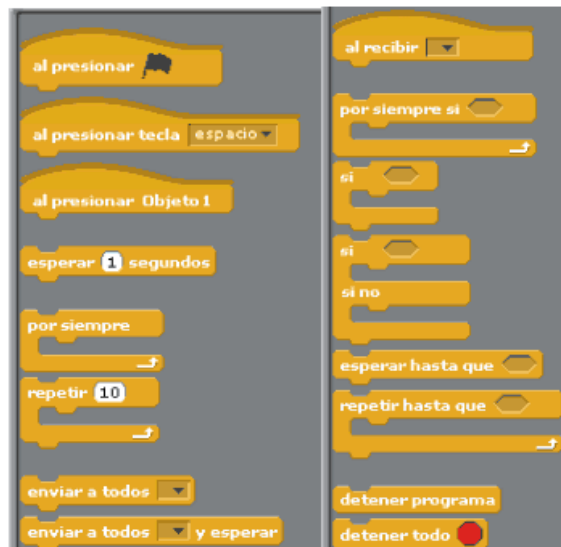 al presionar
al presionar tecla espacio
al presionar Objeto1
esperar 1 segundos
por siempre
repetir 10
enviar a todos
enviar a todos y esperar
al recibir
por siempre si
si
si
si no
esperar hasta que
repetir hasta que
detener programa
detener todo